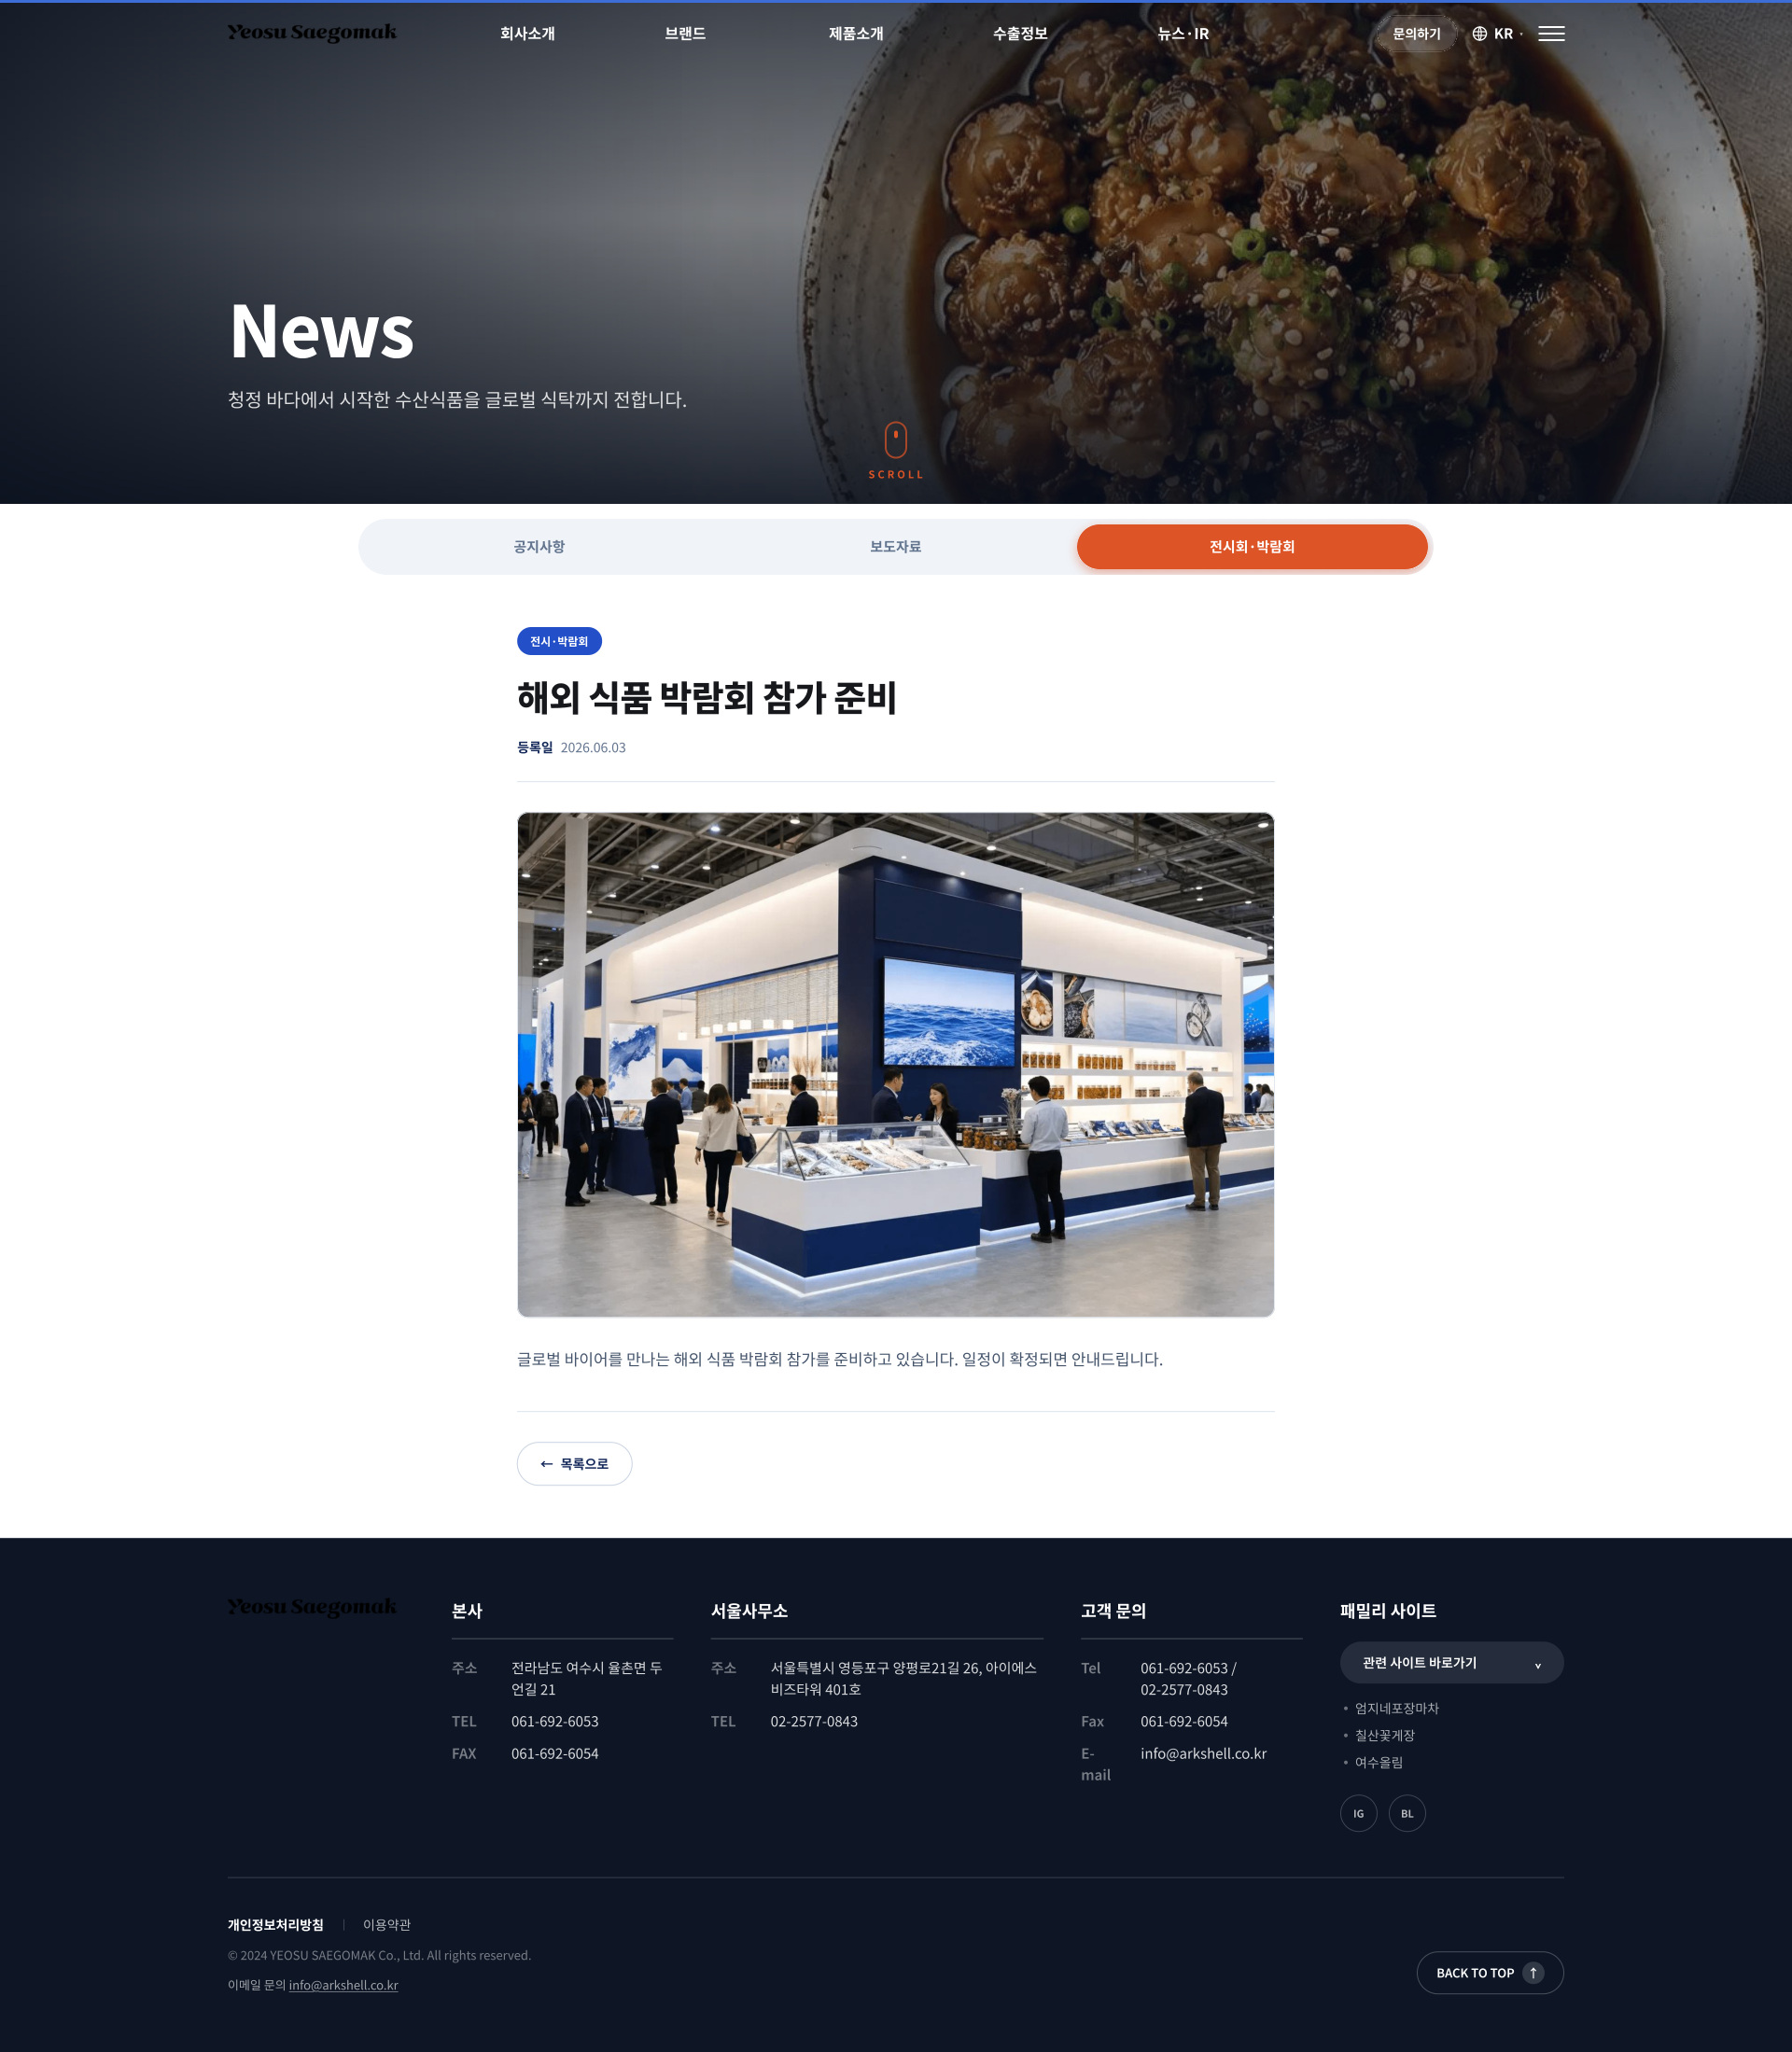 Yeosu Saegomak
회사소개
브랜드
제품소개
수출정보
뉴스·IR
문의하기
KR
News
청정 바다에서 시작한 수산식품을 글로벌 식탁까지 전합니다.
SCROLL
공지사항
보도자료
전시회·박람회
전시·박람회
해외 식품 박람회 참가 준비
등록일 2026.06.03
글로벌 바이어를 만나는 해외 식품 박람회 참가를 준비하고 있습니다. 일정이 확정되면 안내드립니다.
← 목록으로
Yeosu Saegomak
본사
주소 전라남도 여수시 율촌면 두
언길 21
TEL 061-692-6053
FAX 061-692-6054
서울사무소
주소 서울특별시 영등포구 양평로21길 26, 아이에스
비즈타워 401호
TEL 02-2577-0843
고객 문의
Tel 061-692-6053 /
02-2577-0843
Fax 061-692-6054
E-
mail info@arkshell.co.kr
패밀리 사이트
관련 사이트 바로가기
• 엄지네포장마차
• 칠산꽃게장
• 여수울림
IG
BL
개인정보처리방침
이용약관
© 2024 YEOSU SAEGOMAK Co., Ltd. All rights reserved.
이메일 문의 info@arkshell.co.kr
BACK TO TOP ↑